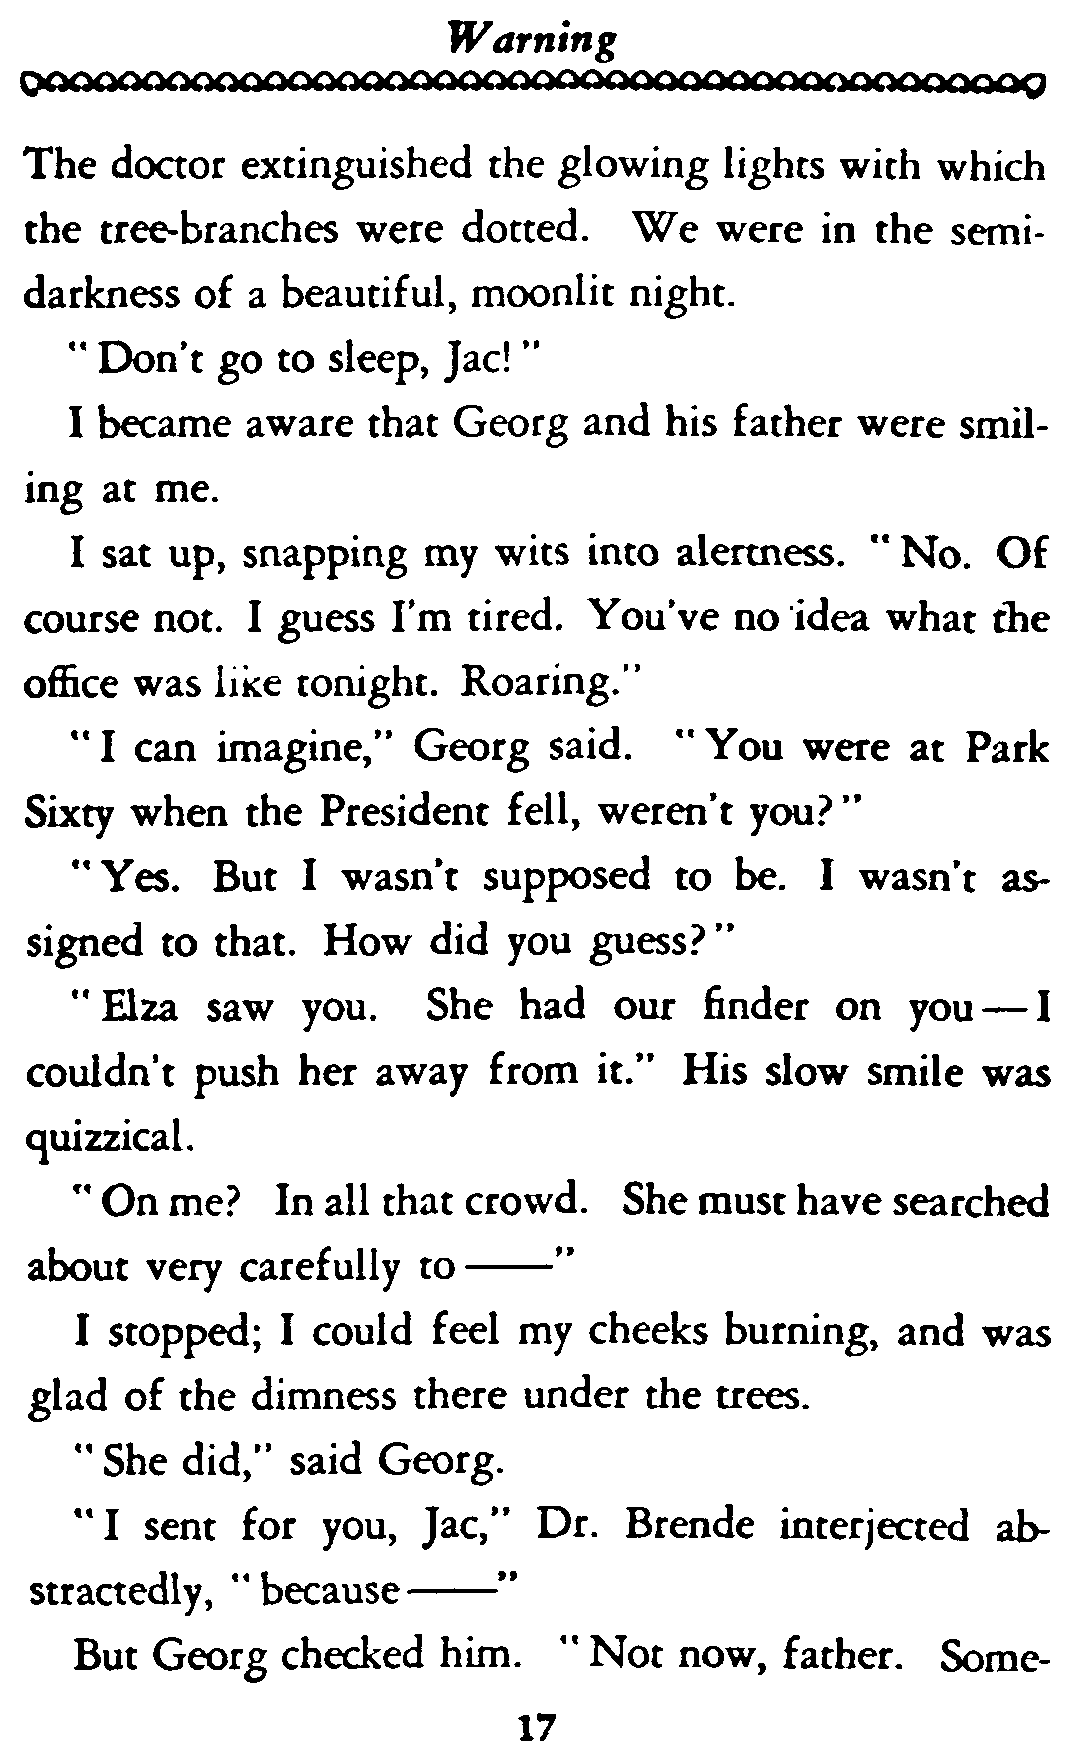 Warning
The doctor extinguished the glowing lights with which
the tree-branches were dotted. We were in the semi-
darkness of a beautiful, moonlit night.
" Don't go to sleep, Jac! "
I became aware that Georg and his father were smil-
ing at me.
I sat up, snapping my wits into alertness. " No. Of
course not. I guess I'm tired. You've no idea what the
office was like tonight. Roaring."
" I can imagine," Georg said. " You were at Park
Sixty when the President fell, weren't you? "
" Yes. But I wasn't supposed to be. I wasn't as-
signed to that. How did you guess? "
" Elza saw you. She had our finder on you — I
couldn't push her away from it." His slow smile was
quizzical.
" On me? In all that crowd. She must have searched
about very carefully to ——"
I stopped; I could feel my cheeks burning, and was
glad of the dimness there under the trees.
" She did," said Georg.
" I sent for you, Jac," Dr. Brende interjected ab-
stractedly, " because ——"
But Georg checked him. " Not now, father. Some-
17